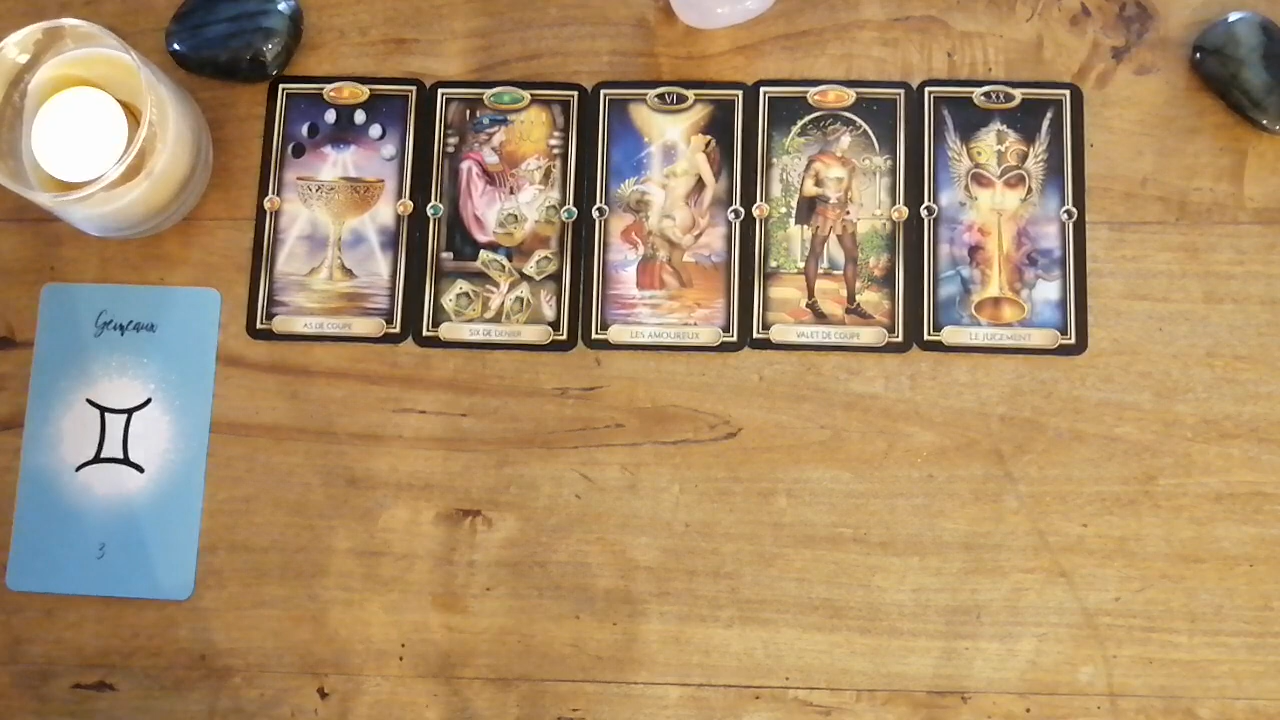 VI
XX
AS DE COUPE
SIX DE DENIER
LES AMOUREUX
VALET DE COUPE
LE JUGEMENT
Gémeaux
3